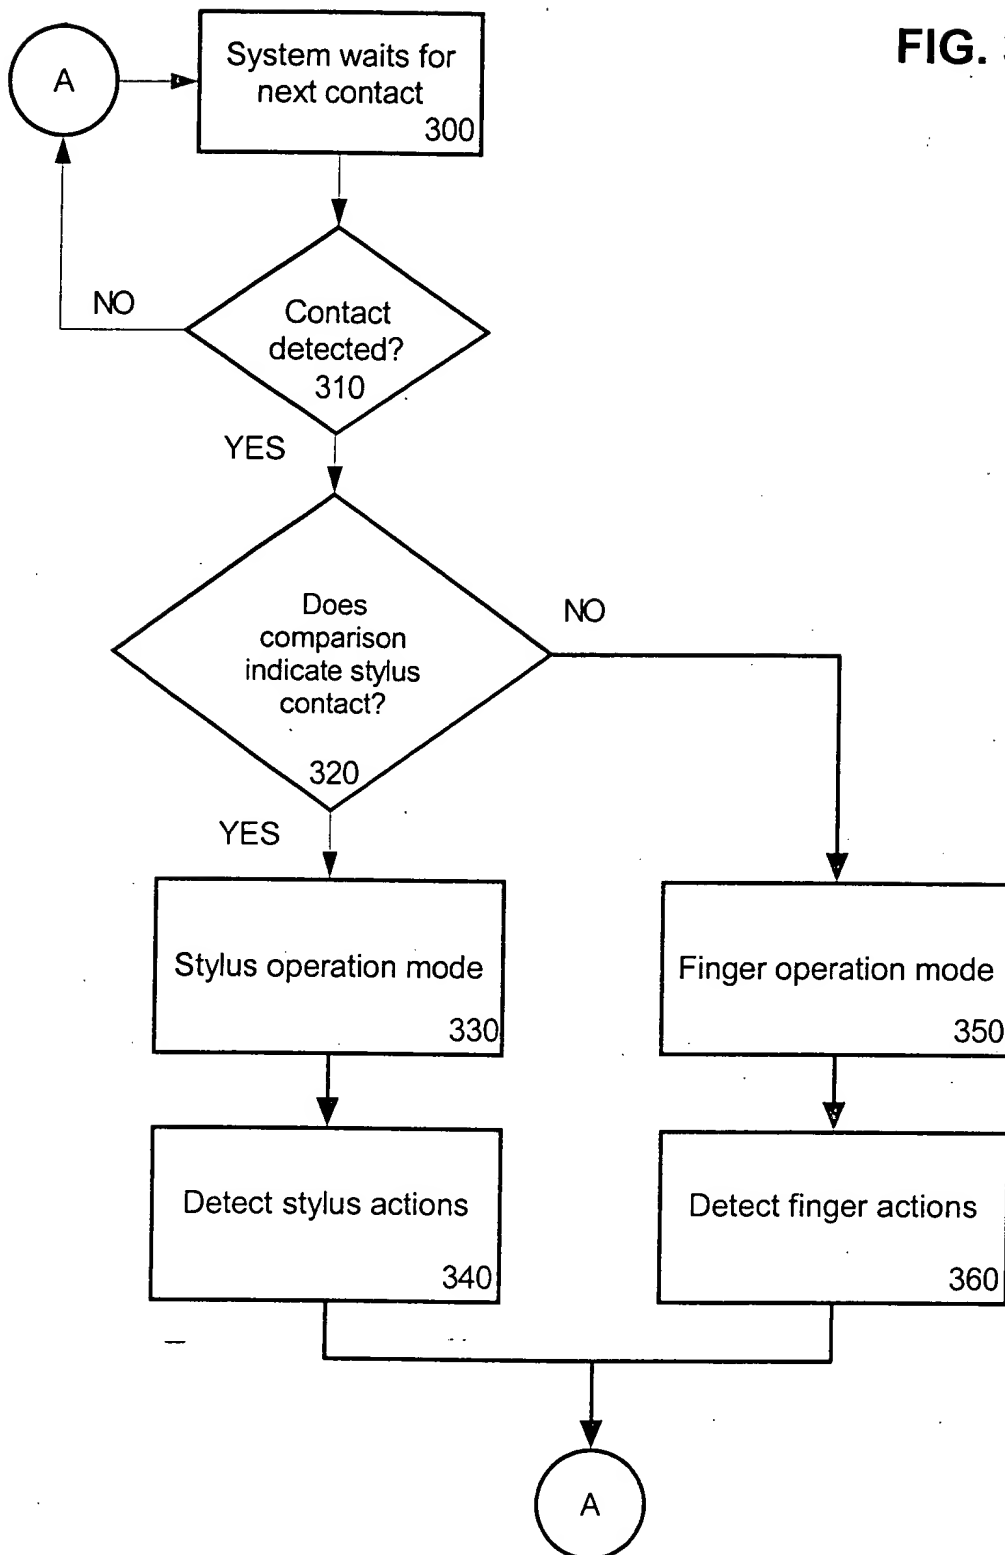 FIG.
A
System waits for
next contact
300
NO
Contact
detected?
310
YES
Does
comparison
indicate stylus
contact?
320
NO
YES
Stylus operation mode
330
Finger operation mode
350
Detect stylus actions
340
Detect finger actions
360
A